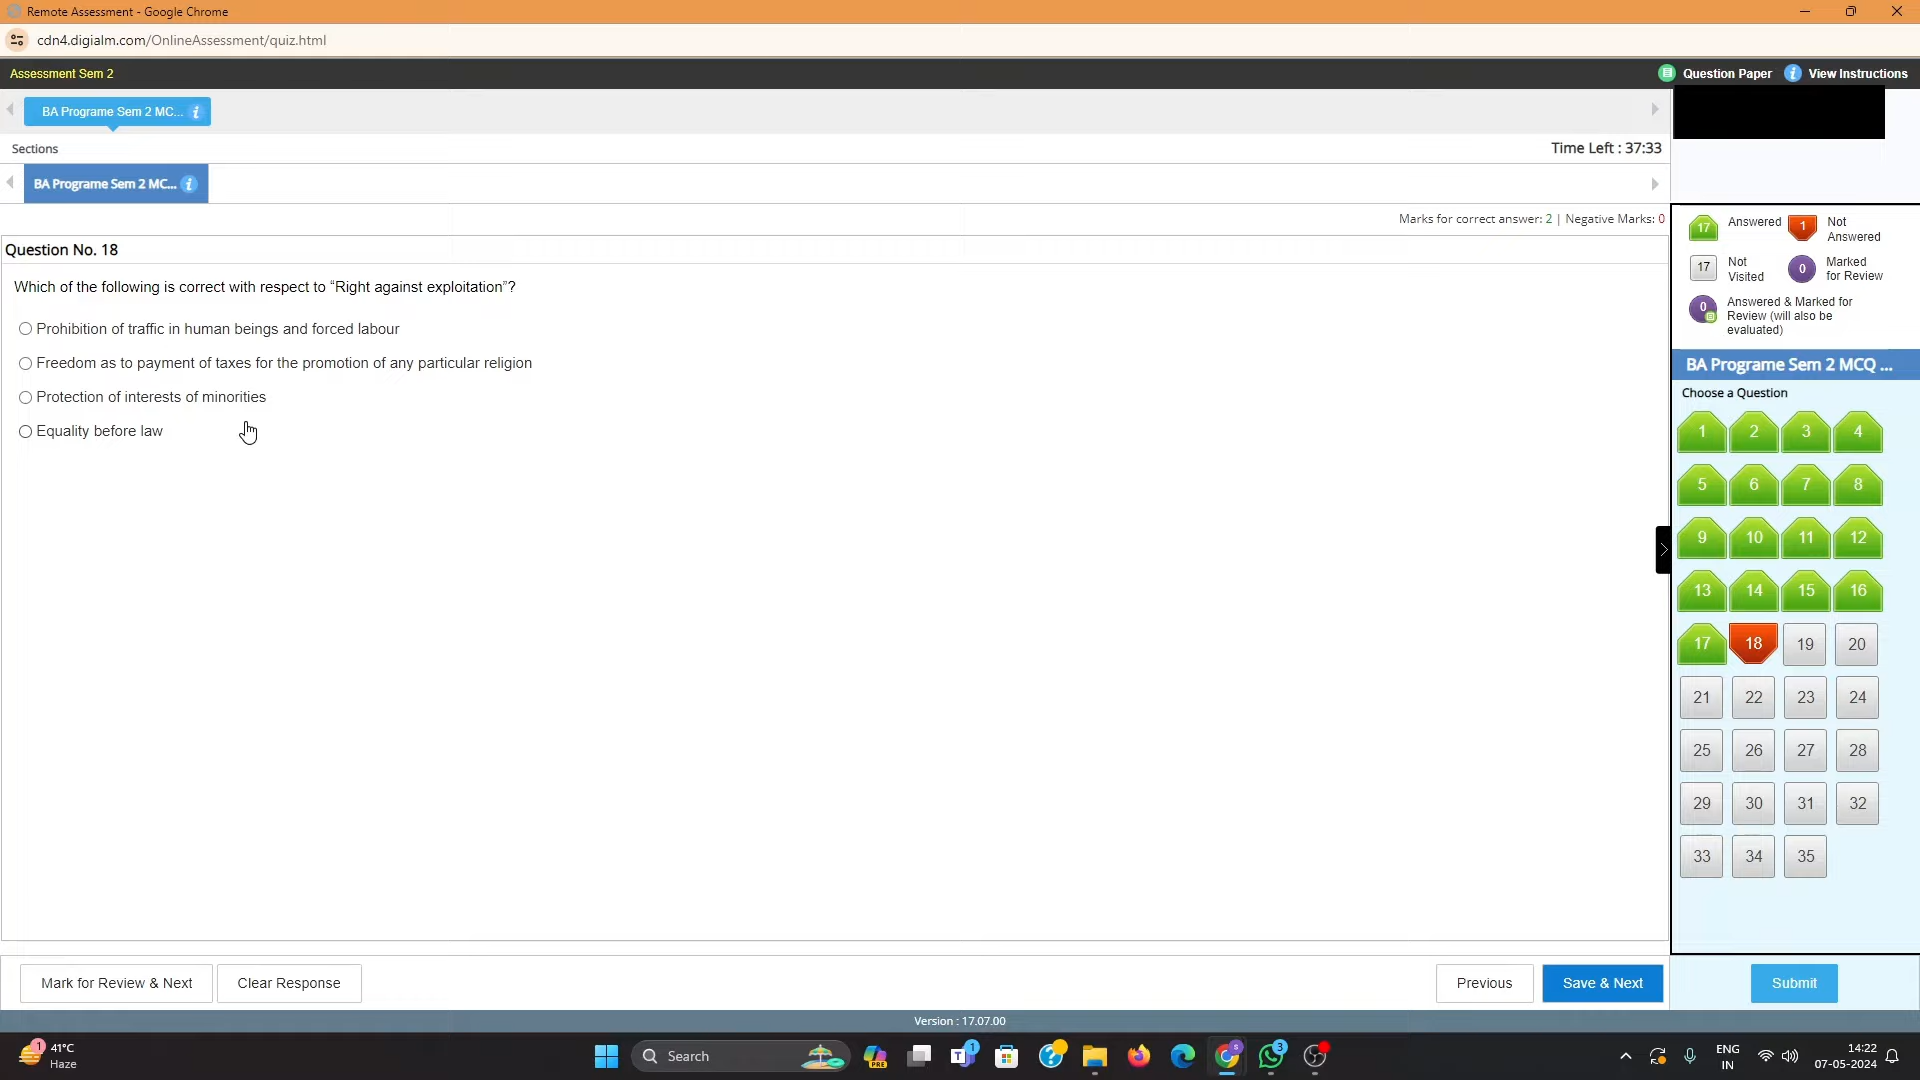 Remote Assessment - Google Chrome
cdn4.digialm.com/OnlineAssessment/quiz.html
Assessment Sem 2
Question Paper
i View Instructions
BA Programe Sem 2 MC... i
Sections
Time Left : 37:33
BA Programe Sem 2 MC... i
Marks for correct answer: 2 | Negative Marks: 0
Question No. 18
Which of the following is correct with respect to “Right against exploitation”?
Prohibition of traffic in human beings and forced labour
Freedom as to payment of taxes for the promotion of any particular religion
Protection of interests of minorities
Equality before law
17 Answered
1 Not Answered
17 Not Visited
0 Marked for Review
0 Answered & Marked for
Review (will also be
evaluated)
BA Programe Sem 2 MCQ ...
Choose a Question
1 2 3 4
5 6 7 8
9 10 11 12
13 14 15 16
17 18 19 20
21 22 23 24
25 26 27 28
29 30 31 32
33 34 35
Mark for Review & Next
Clear Response
Previous
Save & Next
Submit
Version : 17.07.00
1
41°C
Haze
Search
PRE
1
3
ENG
IN
14:22
07-05-2024